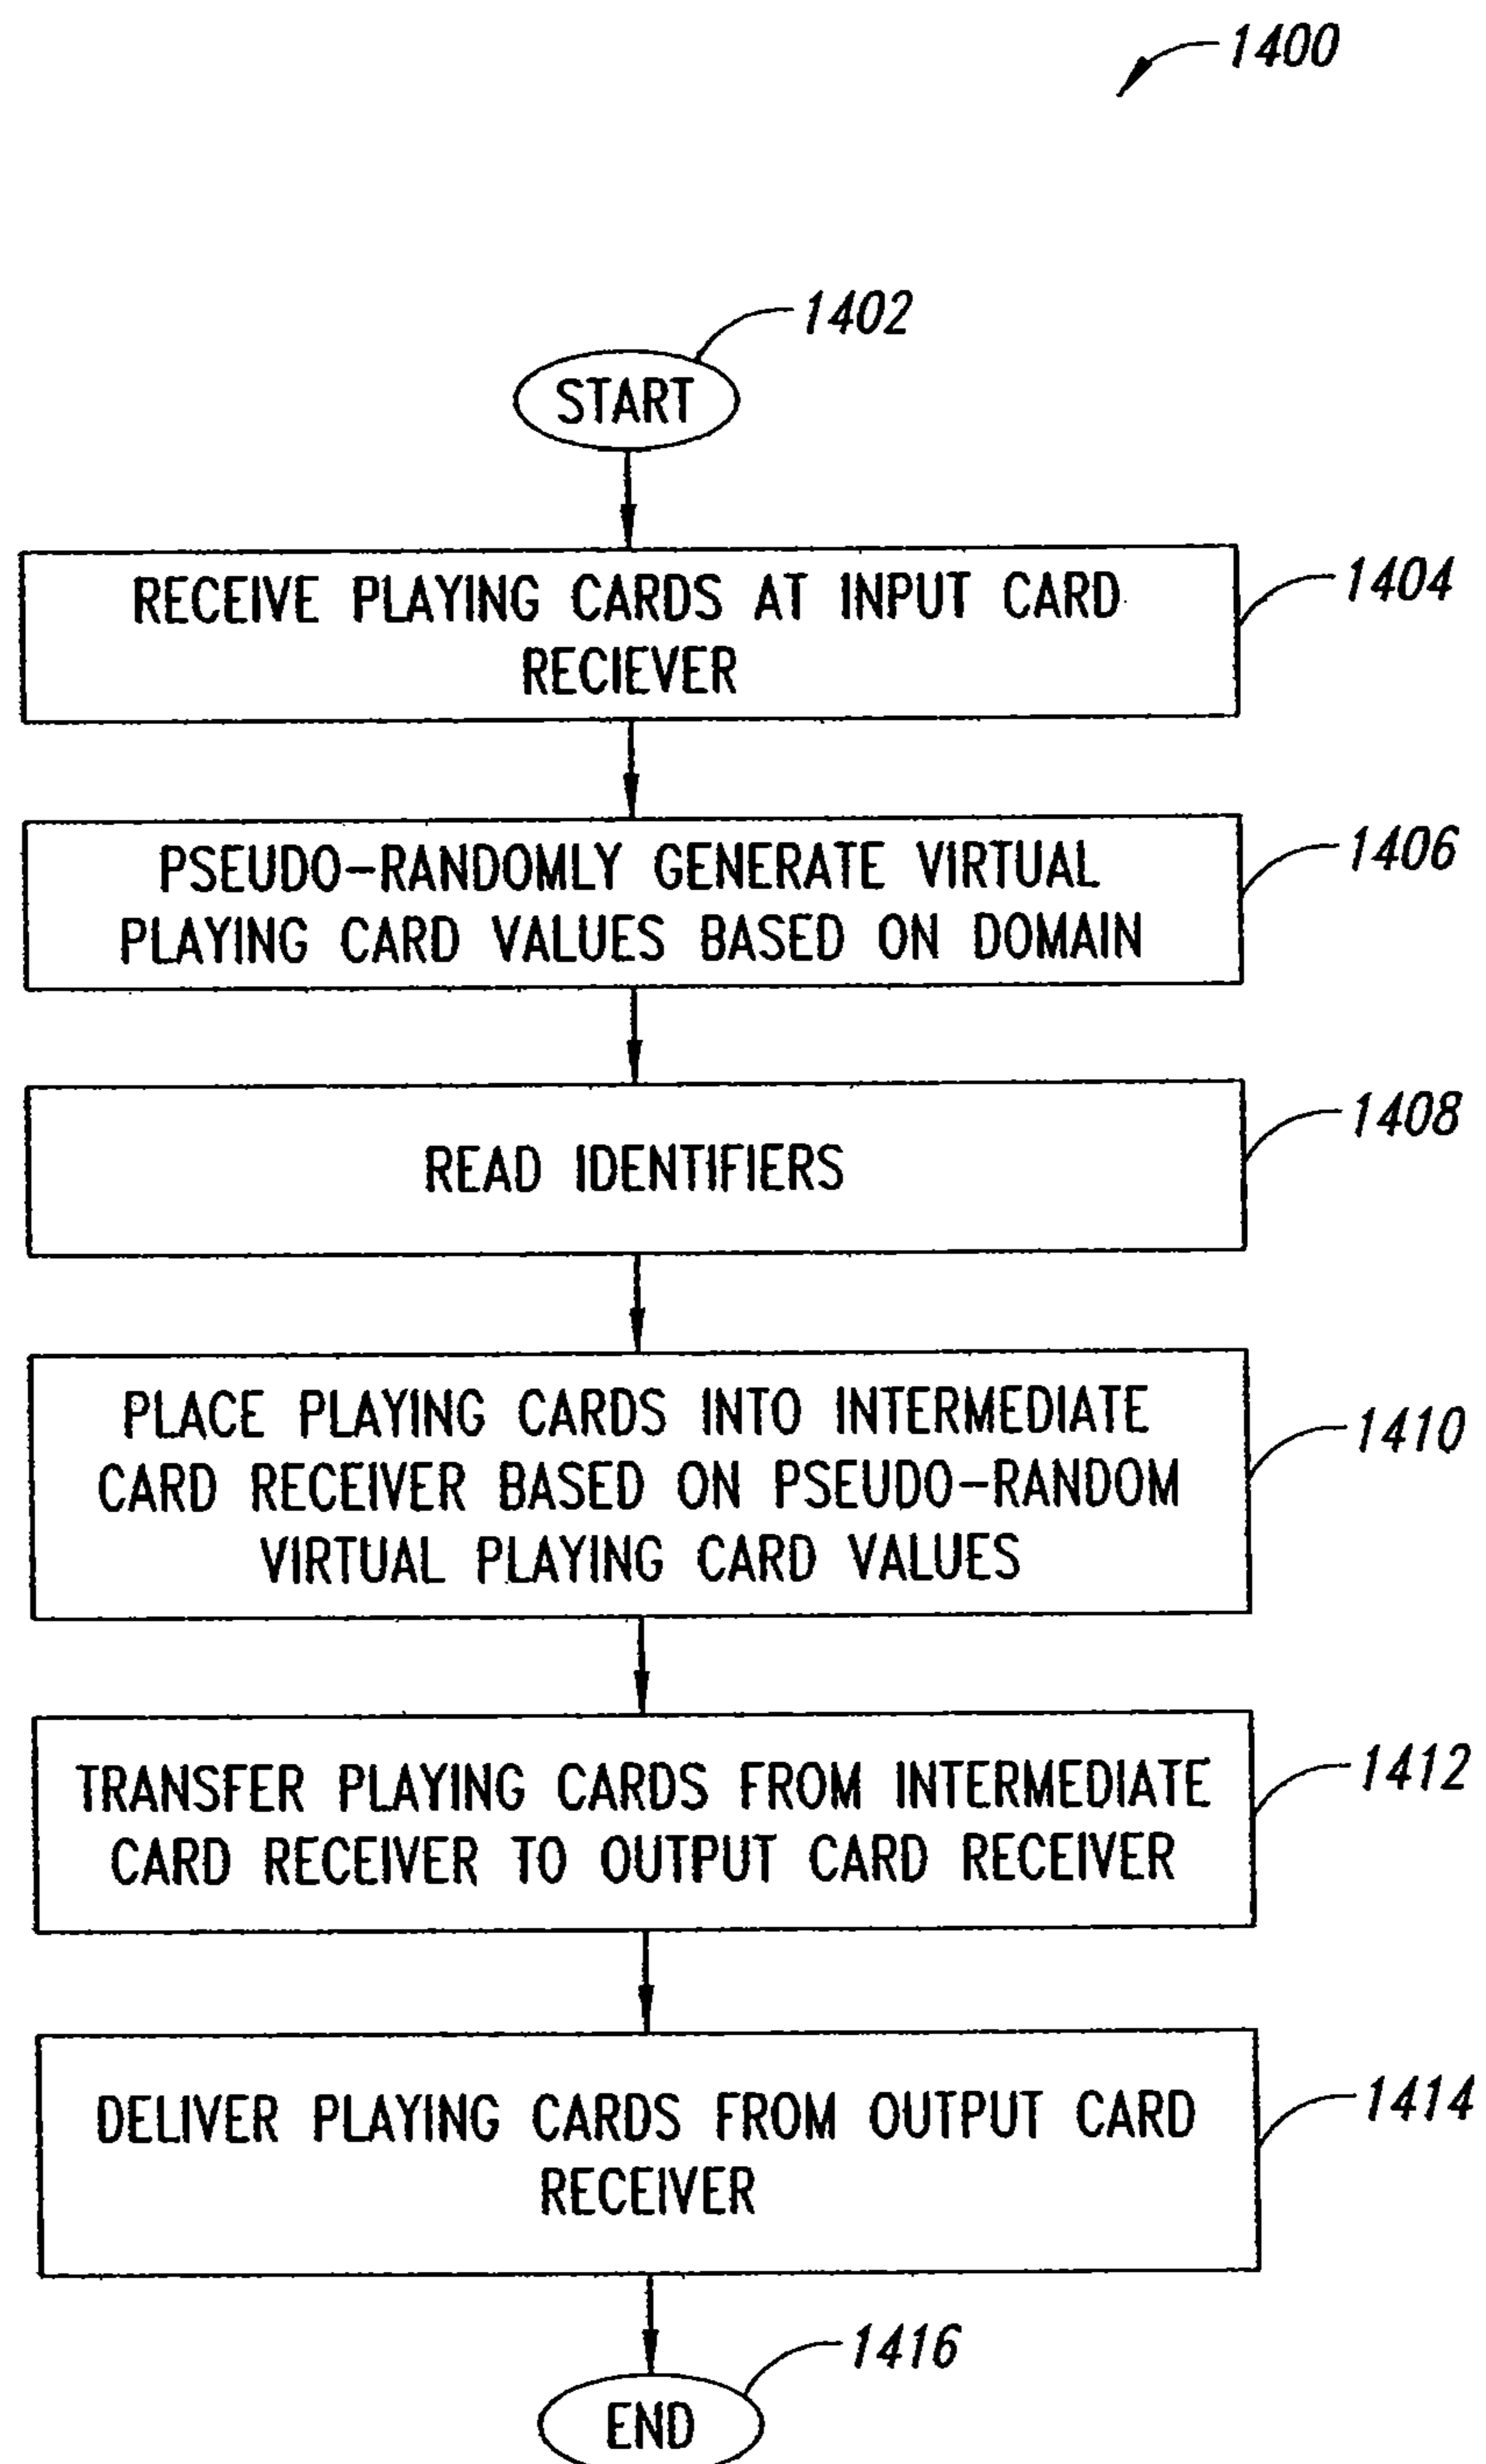 1400
1402
START
RECEIVE PLAYING CARDS AT INPUT CARD
RECIEVER
1404
PSEUDO-RANDOMLY GENERATE VIRTUAL
PLAYING CARD VALUES BASED ON DOMAIN
1406
READ IDENTIFIERS
1408
PLACE PLAYING CARDS INTO INTERMEDIATE
CARD RECEIVER BASED ON PSEUDO-RANDOM
VIRTUAL PLAYING CARD VALUES
1410
TRANSFER PLAYING CARDS FROM INTERMEDIATE
CARD RECEIVER TO OUTPUT CARD RECEIVER
1412
DELIVER PLAYING CARDS FROM OUTPUT CARD
RECEIVER
1414
1416
END